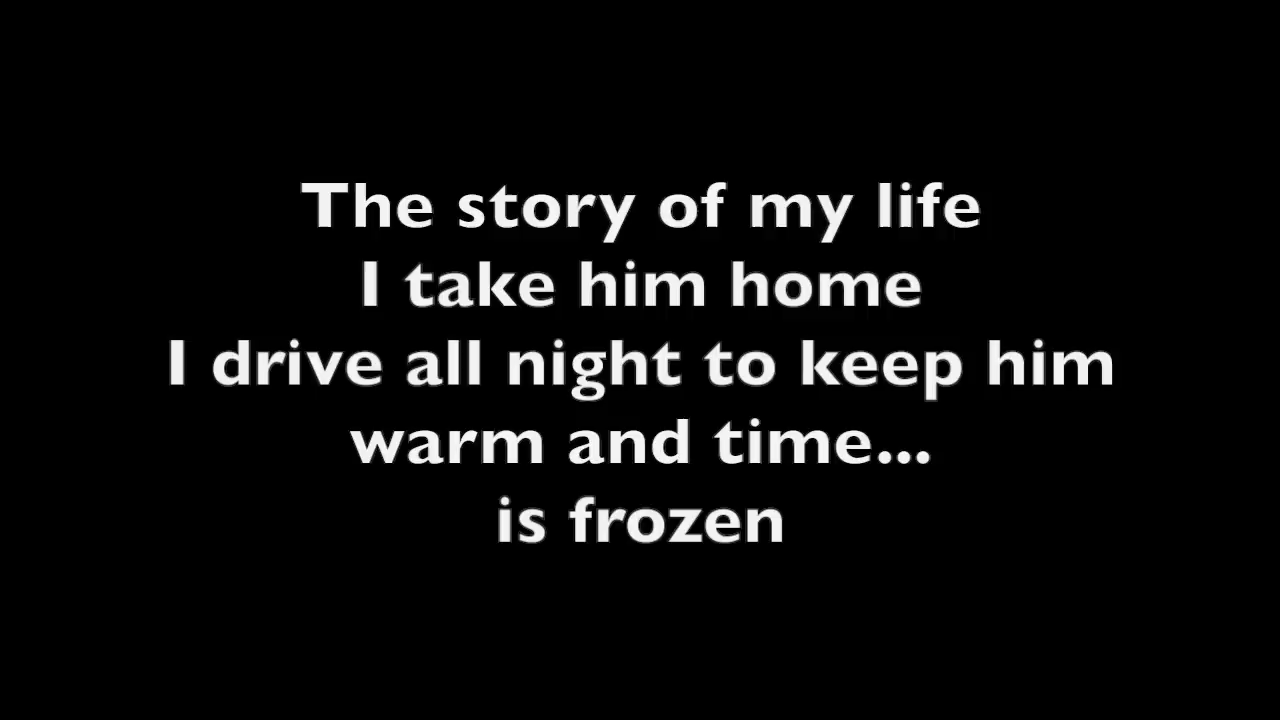 The story of my life
I take him home
I drive all night to keep him
warm and time...
is frozen